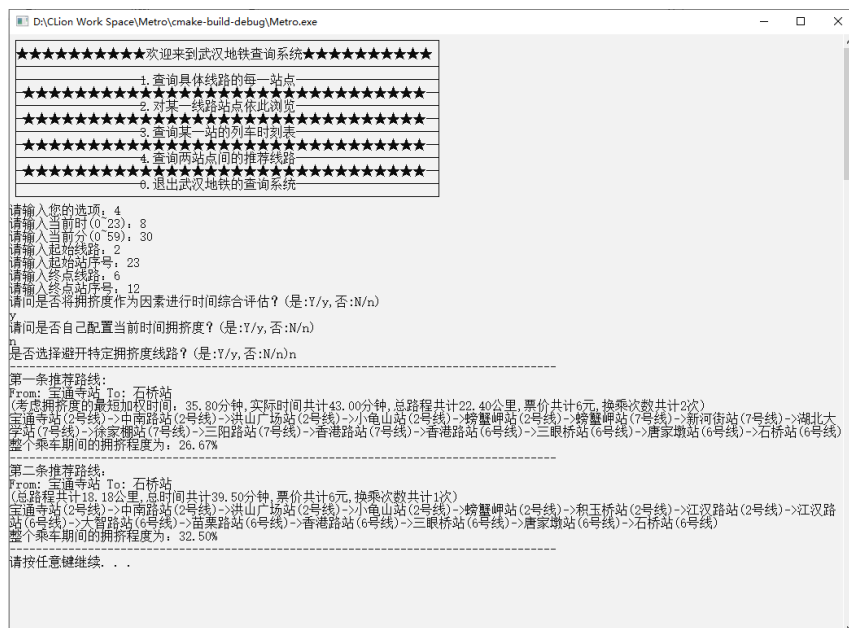 D:\CLion Work Space\Metro\cmake-build-debug\Metro.exe
★★★★★★★★★★欢迎来到武汉地铁查询系统★★★★★★★★★★
1.查询具体线路的每一站点
★★★★★★★★★★★★★★★★★★★★★★★★★★★★★★★
2.对某一线路站点依此浏览
★★★★★★★★★★★★★★★★★★★★★★★★★★★★★★★
3.查询某一站的列车时刻表
★★★★★★★★★★★★★★★★★★★★★★★★★★★★★★★
4.查询两站点间的推荐线路
★★★★★★★★★★★★★★★★★★★★★★★★★★★★★★★
0.退出武汉地铁的查询系统
请输入您的选项: 4
请输入当前时(0~23): 8
请输入当前分(0~59): 30
请输入起始线路: 2
请输入起始站序号: 23
请输入终点线路: 6
请输入终点站序号: 12
请问是否将拥挤度作为因素进行时间综合评估？(是:Y/y,否:N/n)
y
请问是否自己配置当前时间拥挤度？(是:Y/y,否:N/n)
n
是否选择避开特定拥挤度线路？(是:Y/y,否:N/n)n
--------------------------------------------------------------------------------
第一条推荐路线:
From: 宝通寺站 To: 石桥站
(考虑拥挤度的最短加权时间: 35.80分钟,实际时间共计43.00分钟,总路程共计22.40公里,票价共计6元,换乘次数共计2次)
宝通寺站(2号线)->中南路站(2号线)->洪山广场站(2号线)->小龟山站(2号线)->螃蟹岬站(2号线)->螃蟹岬站(7号线)->新河街站(7号线)->湖北大
学站(7号线)->徐家棚站(7号线)->三阳路站(7号线)->香港路站(7号线)->香港路站(6号线)->三眼桥站(6号线)->唐家墩站(6号线)->石桥站(6号线)
整个乘车期间的拥挤程度为: 26.67%
--------------------------------------------------------------------------------
第二条推荐路线:
From: 宝通寺站 To: 石桥站
(总路程共计18.18公里,总时间共计39.50分钟,票价共计6元,换乘次数共计1次)
宝通寺站(2号线)->中南路站(2号线)->洪山广场站(2号线)->小龟山站(2号线)->螃蟹岬站(2号线)->积玉桥站(2号线)->江汉路站(2号线)->江汉路
站(6号线)->大智路站(6号线)->苗栗路站(6号线)->香港路站(6号线)->三眼桥站(6号线)->唐家墩站(6号线)->石桥站(6号线)
整个乘车期间的拥挤程度为: 32.50%
--------------------------------------------------------------------------------
请按任意键继续. . .